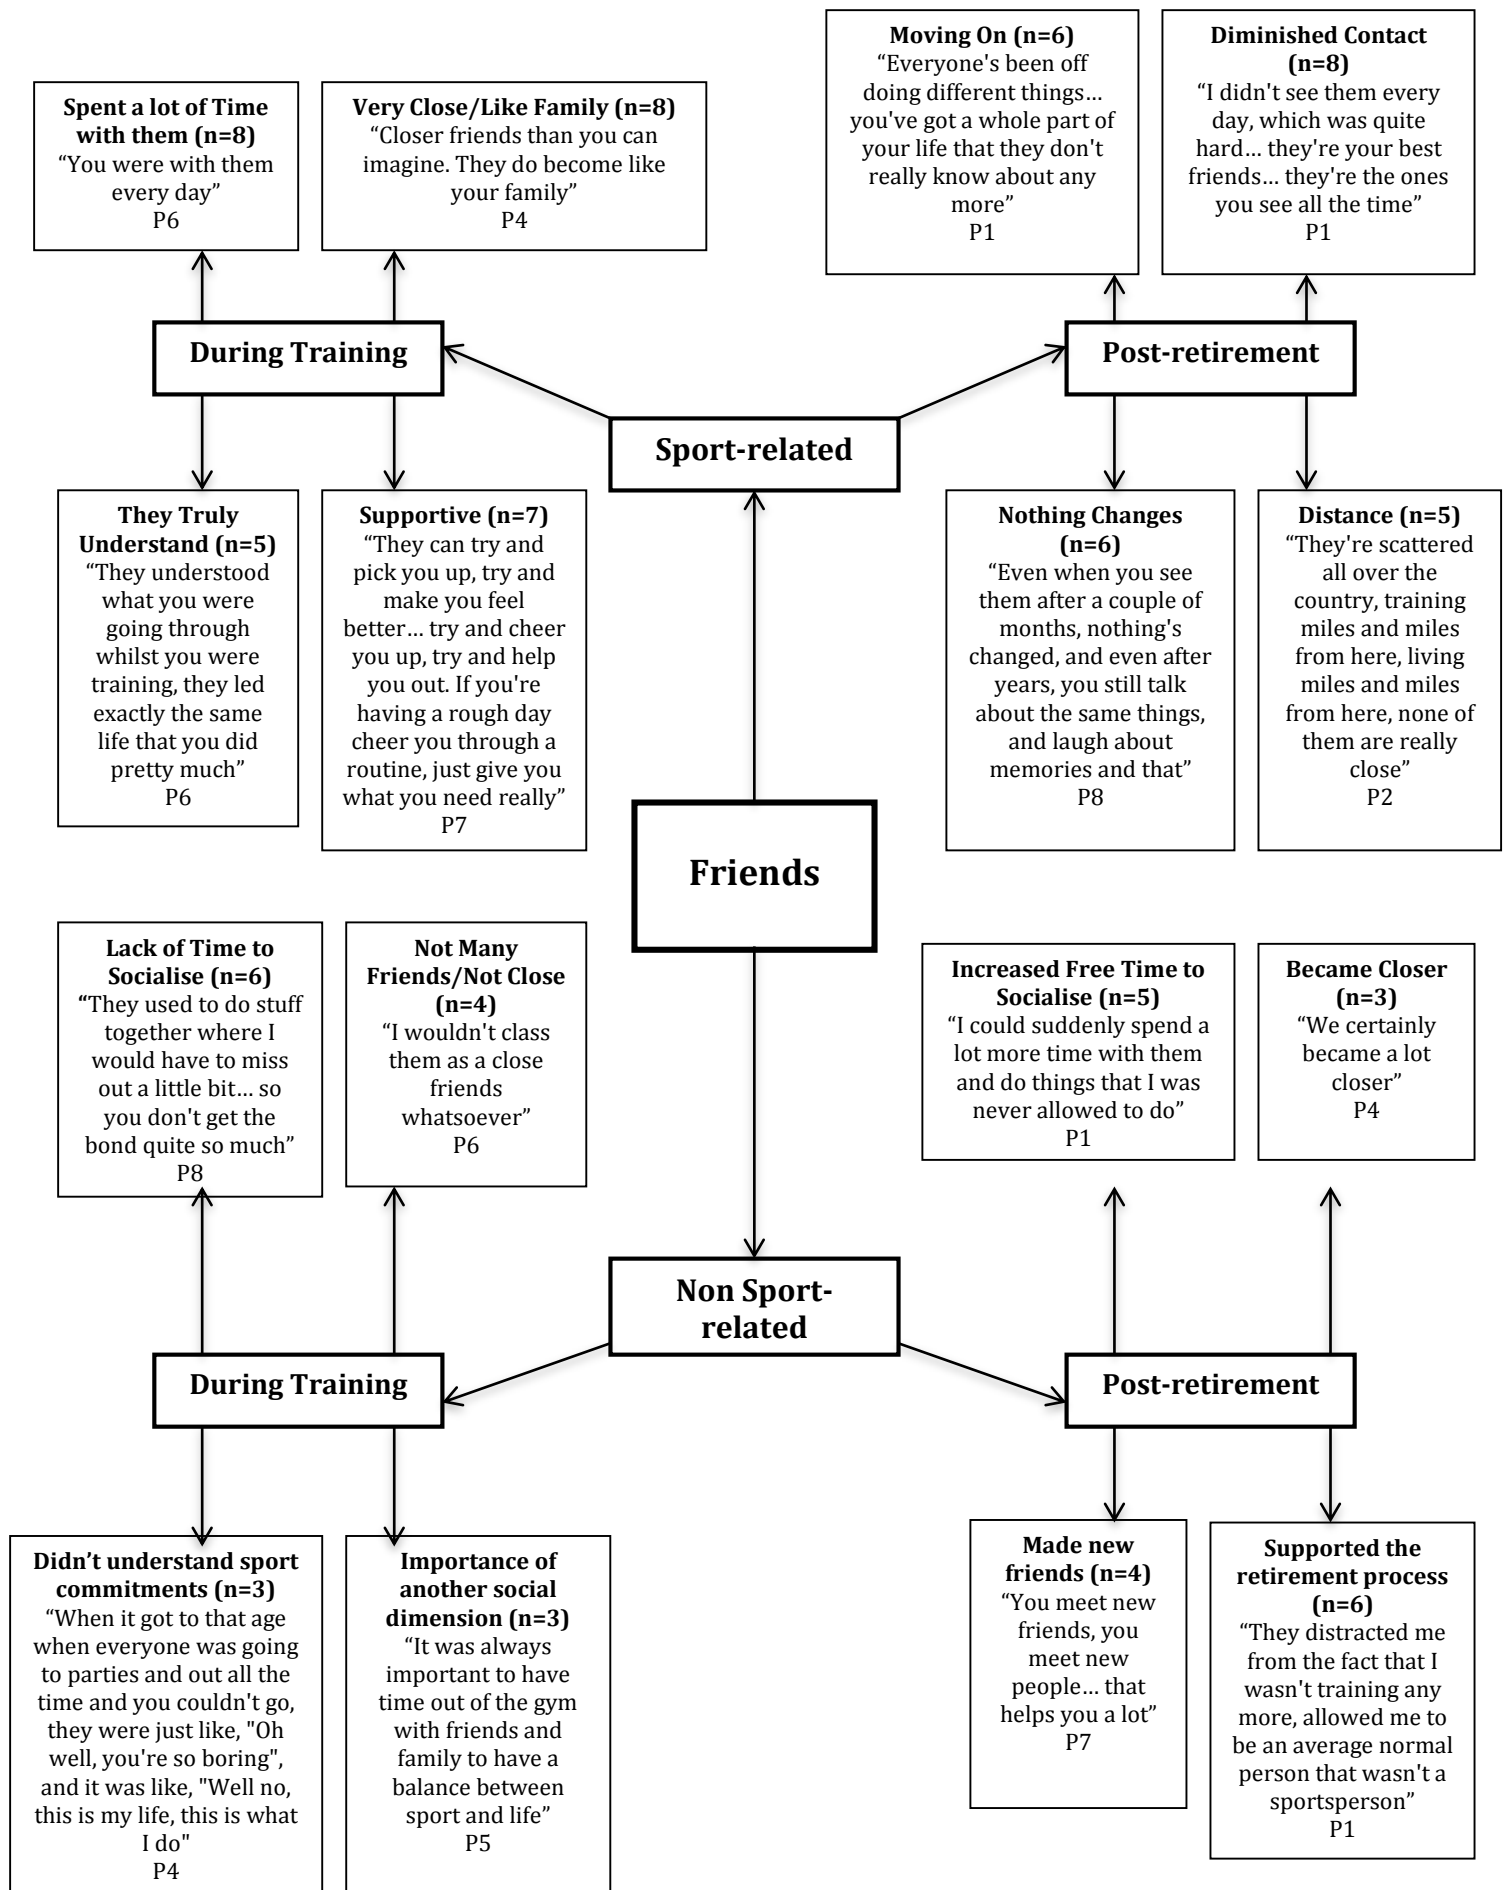 Moving On (n=6)
“Everyone's been off
doing different things…
you've got a whole part of
your life that they don't
really know about any
more”
P1
Diminished Contact
(n=8)
“I didn't see them every
day, which was quite
hard… they're your best
friends… they're the ones
you see all the time”
P1
Spent a lot of Time
with them (n=8)
“You were with them
every day”
P6
Very Close/Like Family (n=8)
“Closer friends than you can
imagine. They do become like
your family”
P4
During Training
Post-retirement
Sport-related
They Truly
Understand (n=5)
“They understood
what you were
going through
whilst you were
training, they led
exactly the same
life that you did
pretty much”
P6
Supportive (n=7)
“They can try and
pick you up, try and
make you feel
better… try and cheer
you up, try and help
you out. If you're
having a rough day
cheer you through a
routine, just give you
what you need really”
P7
Nothing Changes
(n=6)
“Even when you see
them after a couple of
months, nothing's
changed, and even after
years, you still talk
about the same things,
and laugh about
memories and that”
P8
Distance (n=5)
“They're scattered
all over the
country, training
miles and miles
from here, living
miles and miles
from here, none of
them are really
close”
P2
Friends
Lack of Time to
Socialise (n=6)
“They used to do stuff
together where I
would have to miss
out a little bit… so
you don't get the
bond quite so much”
P8
Not Many
Friends/Not Close
(n=4)
“I wouldn't class
them as a close
friends
whatsoever”
P6
Increased Free Time to
Socialise (n=5)
“I could suddenly spend a
lot more time with them
and do things that I was
never allowed to do”
P1
Became Closer
(n=3)
“We certainly
became a lot
closer”
P4
Non Sport-
related
During Training
Post-retirement
Didn’t understand sport
commitments (n=3)
“When it got to that age
when everyone was going
to parties and out all the
time and you couldn't go,
they were just like, "Oh
well, you're so boring",
and it was like, "Well no,
this is my life, this is what
I do"
P4
Importance of
another social
dimension (n=3)
“It was always
important to have
time out of the gym
with friends and
family to have a
balance between
sport and life”
P5
Made new
friends (n=4)
“You meet new
friends, you
meet new
people… that
helps you a lot”
P7
Supported the
retirement process
(n=6)
“They distracted me
from the fact that I
wasn't training any
more, allowed me to
be an average normal
person that wasn't a
sportsperson”
P1